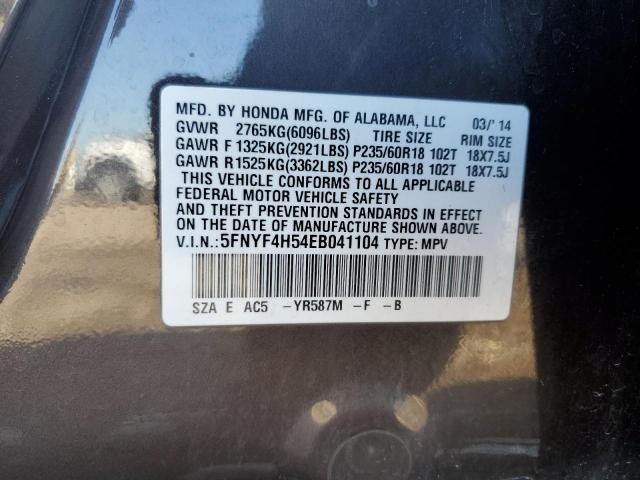 MFD. BY HONDA MFG. OF ALABAMA, LLC 03/'14
GVWR 2765KG(6096LBS) TIRE SIZE RIM SIZE
GAWR F 1325KG(2921LBS) P235/60R18 102T 18X7.5J
GAWR R1525KG(3362LBS) P235/60R18 102T 18X7.5J
THIS VEHICLE CONFORMS TO ALL APPLICABLE
FEDERAL MOTOR VEHICLE SAFETY
AND THEFT PREVENTION STANDARDS IN EFFECT
ON THE DATE OF MANUFACTURE SHOWN ABOVE.
V.I.N.:5FNYF4H54EB041104 TYPE: MPV
SZA E AC5 –YR587M –F –B